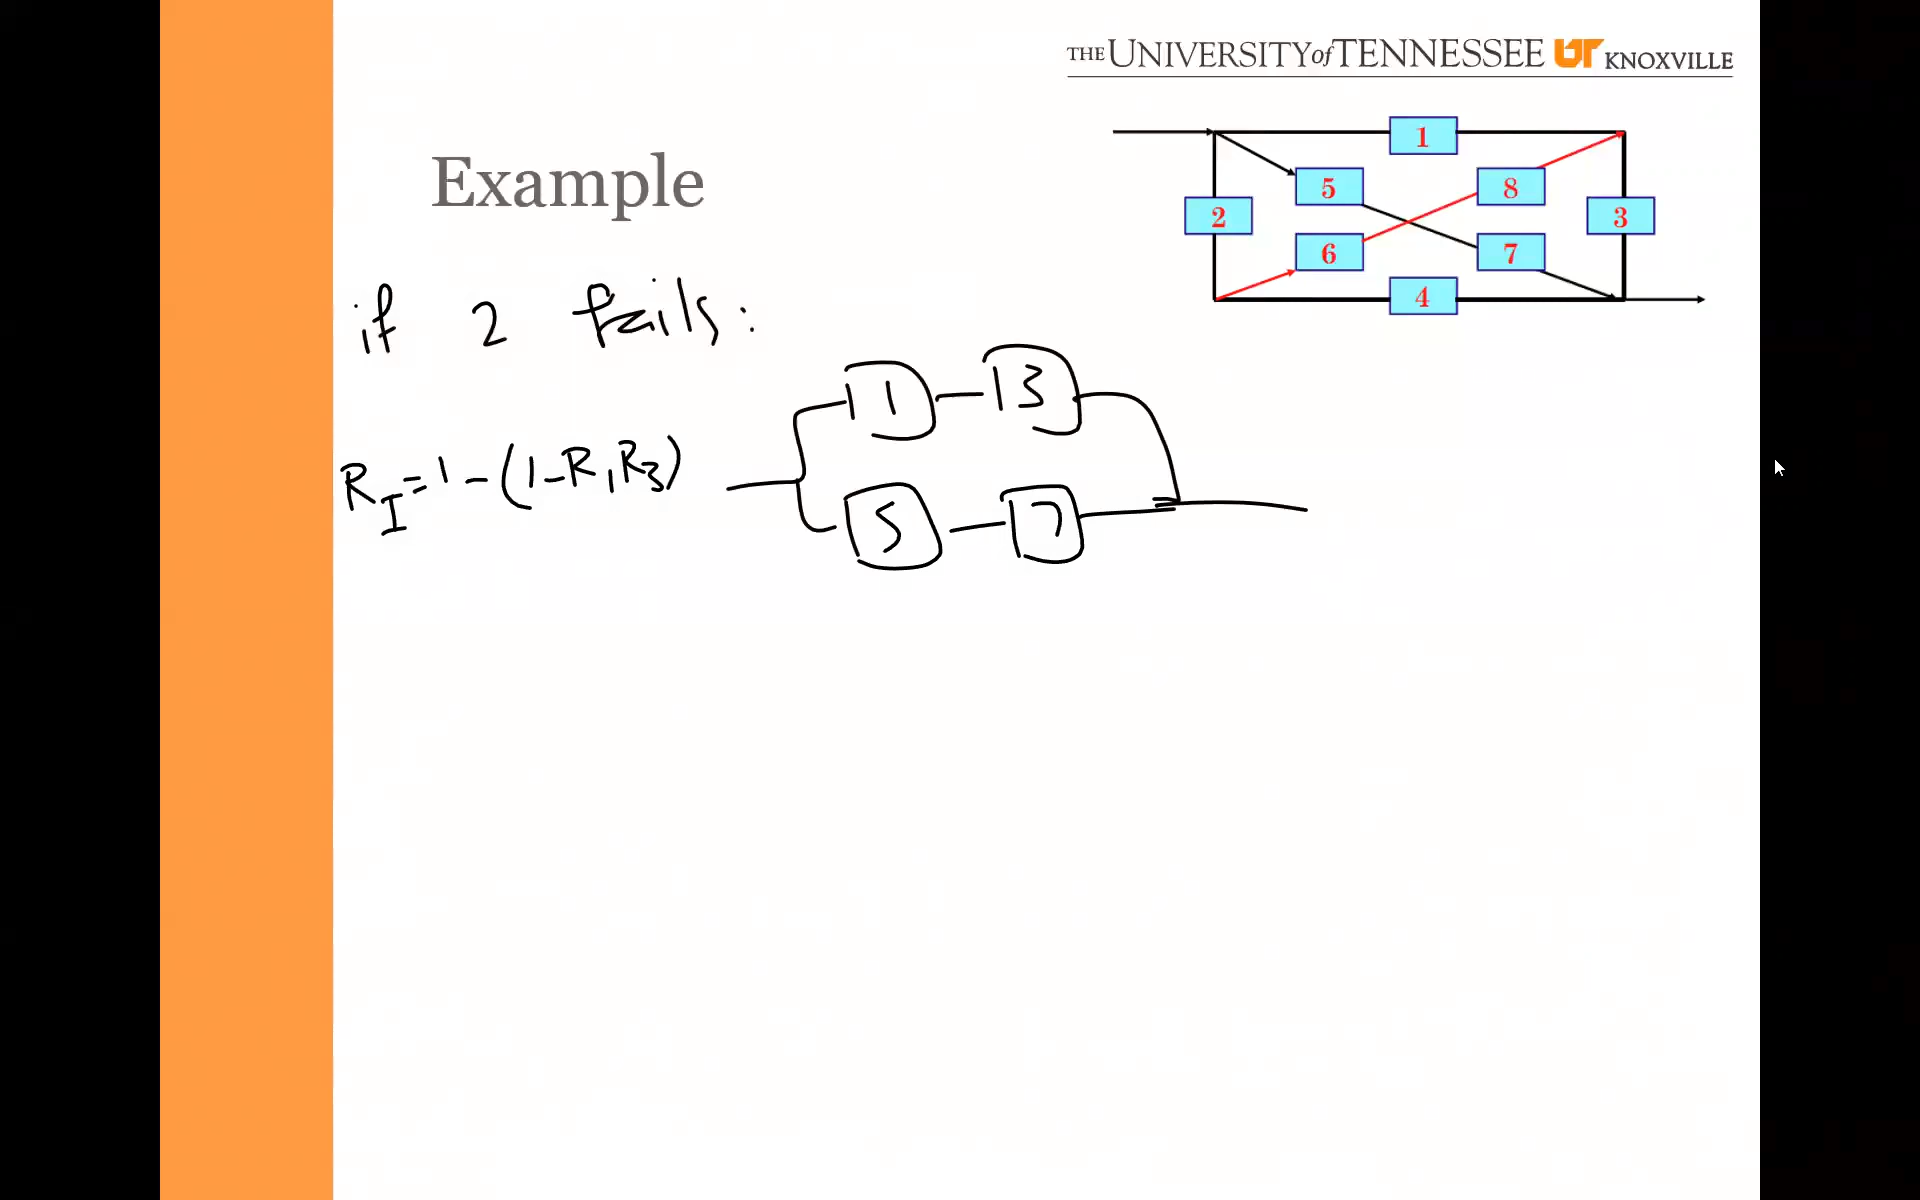 THE UNIVERSITY of TENNESSEE UT KNOXVILLE
1
5 8
2 3
6 7
4
Example
if 2 fails:
1 3
R_I = 1 - (1 - R_1 R_3)
5 7